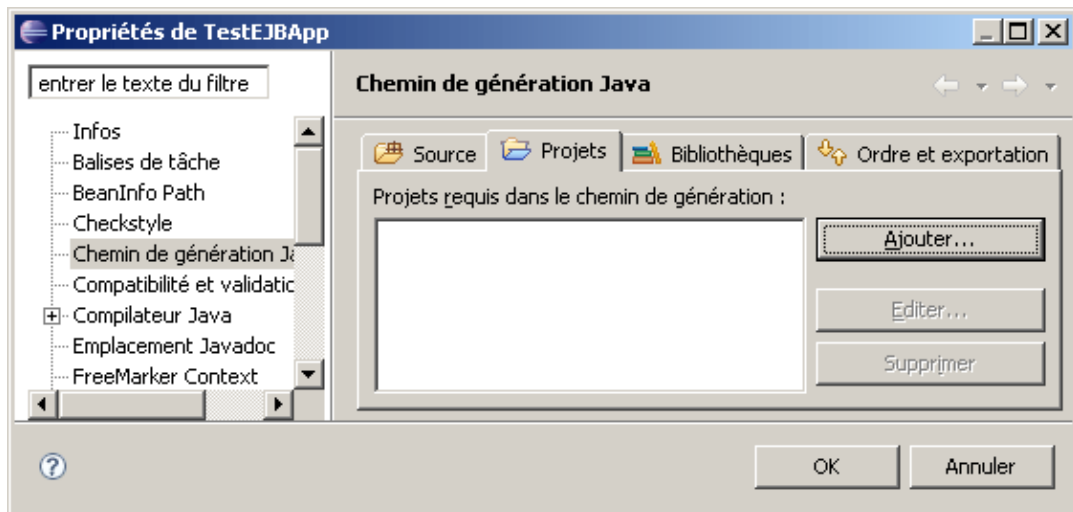 Propriétés de TestEJBApp
entrer le texte du filtre
Chemin de génération Java
Infos
Balises de tâche
BeanInfo Path
Checkstyle
Chemin de génération Ja
Compatibilité et validatic
Compilateur Java
Emplacement Javadoc
FreeMarker Context
Source
Projets
Bibliothèques
Ordre et exportation
Projets requis dans le chemin de génération :
Ajouter...
Editer...
Supprimer
OK
Annuler